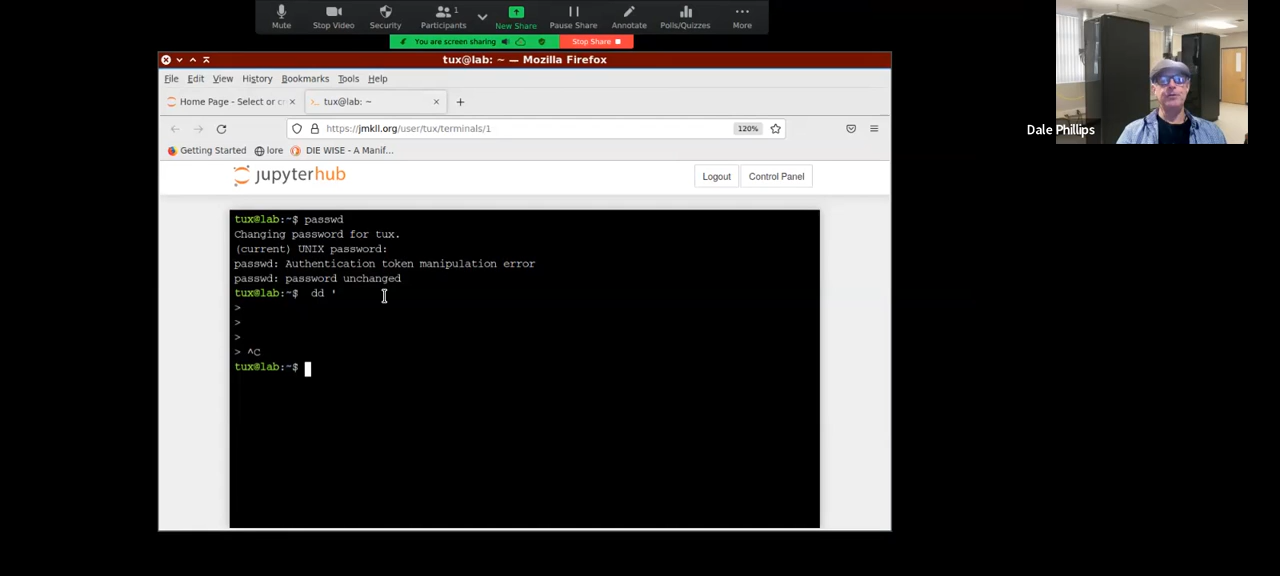 Mute
Stop Video
Security
Participants
1
New Share
Pause Share
Annotate
Polls/Quizzes
More
You are screen sharing
Stop Share
tux@lab: ~ — Mozilla Firefox
File Edit View History Bookmarks Tools Help
Home Page - Select or cr
tux@lab: ~
https://jmkll.org/user/tux/terminals/1
120%
Getting Started
lore
DIE WISE - A Manif...
jupyterhub
Logout
Control Panel
tux@lab:~$ passwd
Changing password for tux.
(current) UNIX password:
passwd: Authentication token manipulation error
passwd: password unchanged
tux@lab:~$  dd '
>
>
>
> ^C
tux@lab:~$
Dale Phillips